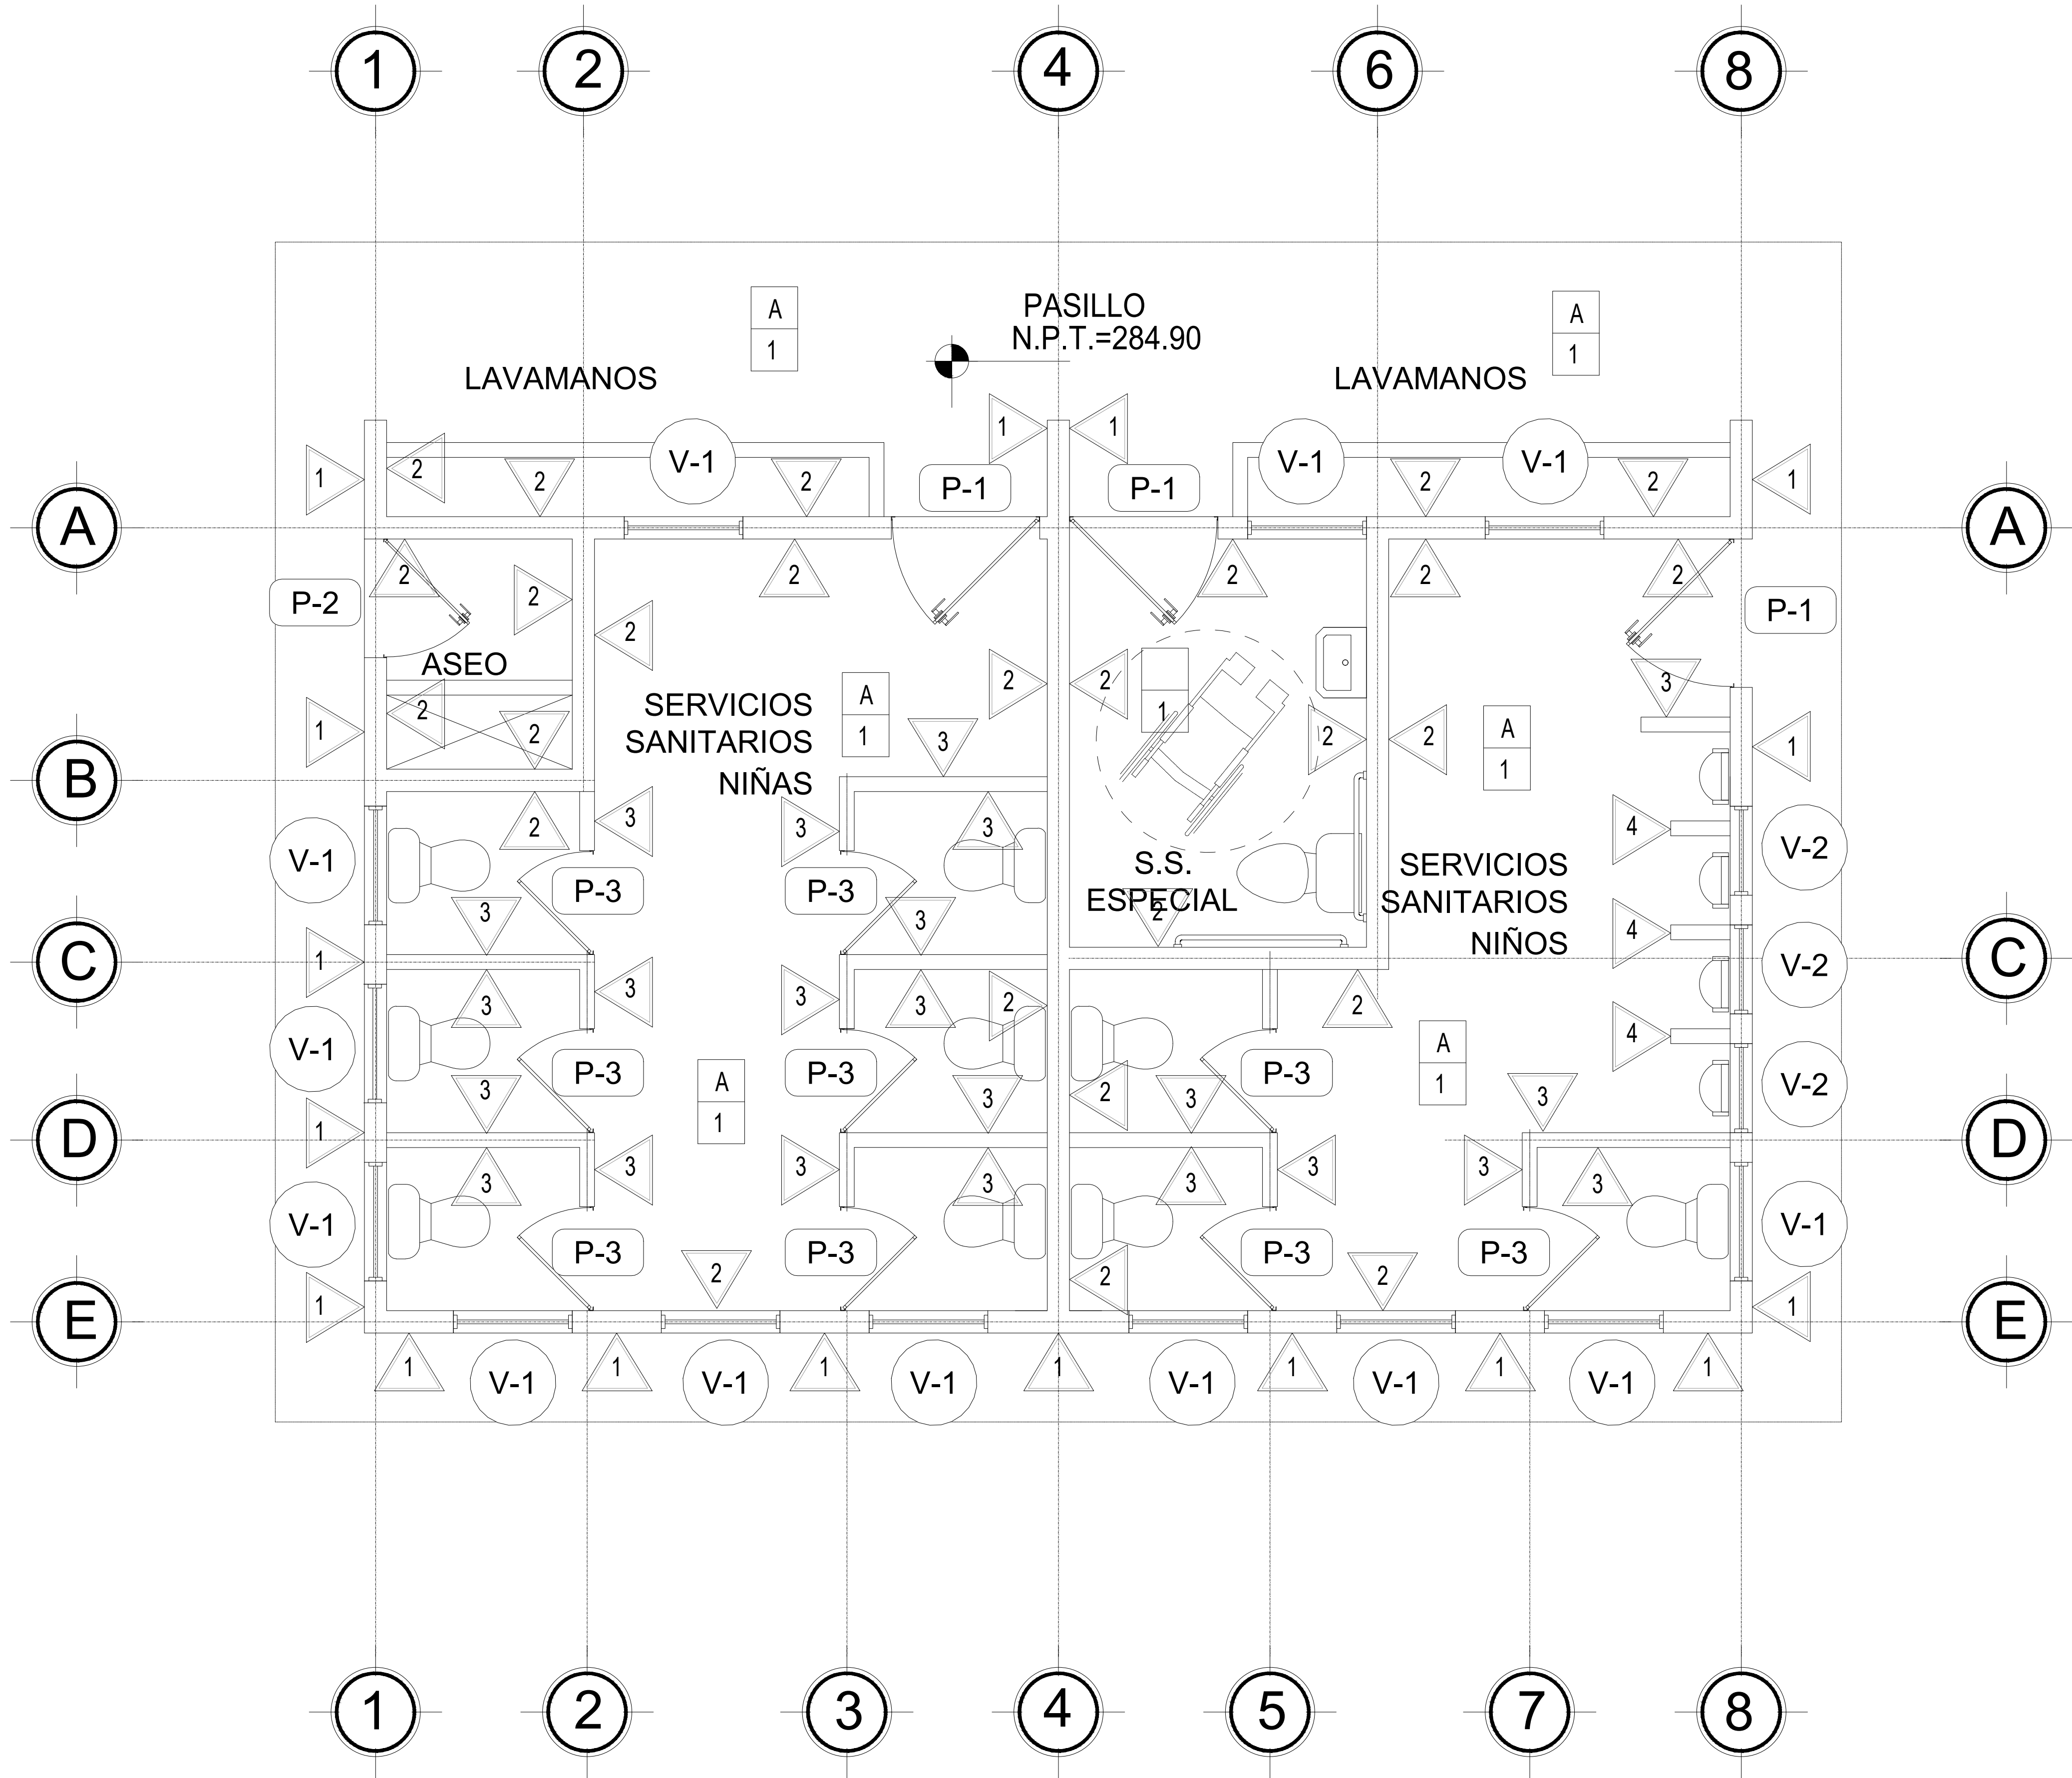 1 2 4 6 8
A 1
PASILLO
N.P.T.=284.90
A 1
LAVAMANOS
LAVAMANOS
1 1
1 2 2 V-1 2 P-1 P-1 V-1 2 V-1 2 1
A A
P-2 2 2 2 2 2 2 2 P-1
ASEO
2 2 2 3
SERVICIOS
SANITARIOS
NIÑAS
A 1
1
A 1
1 2 2 3 2 2 1
B
V-1 2 3 3 3 4 V-2
P-3 P-3
S.S.
ESPECIAL
2
SERVICIOS
SANITARIOS
NIÑOS
3 3 4
C 1 V-2 C
3 3 3 3 2 2
V-1 4
P-3 P-3 P-3
A 1
A 1
V-2
3 3 2 3 3
D 1 D
3 3 3 3 3 3 3 3
V-1 V-1
P-3 P-3 P-3 P-3
2 2 2
E 1 1 E
1 1 1 1 1 1 1
V-1 V-1 V-1 V-1 V-1 V-1
1 2 3 4 5 7 8